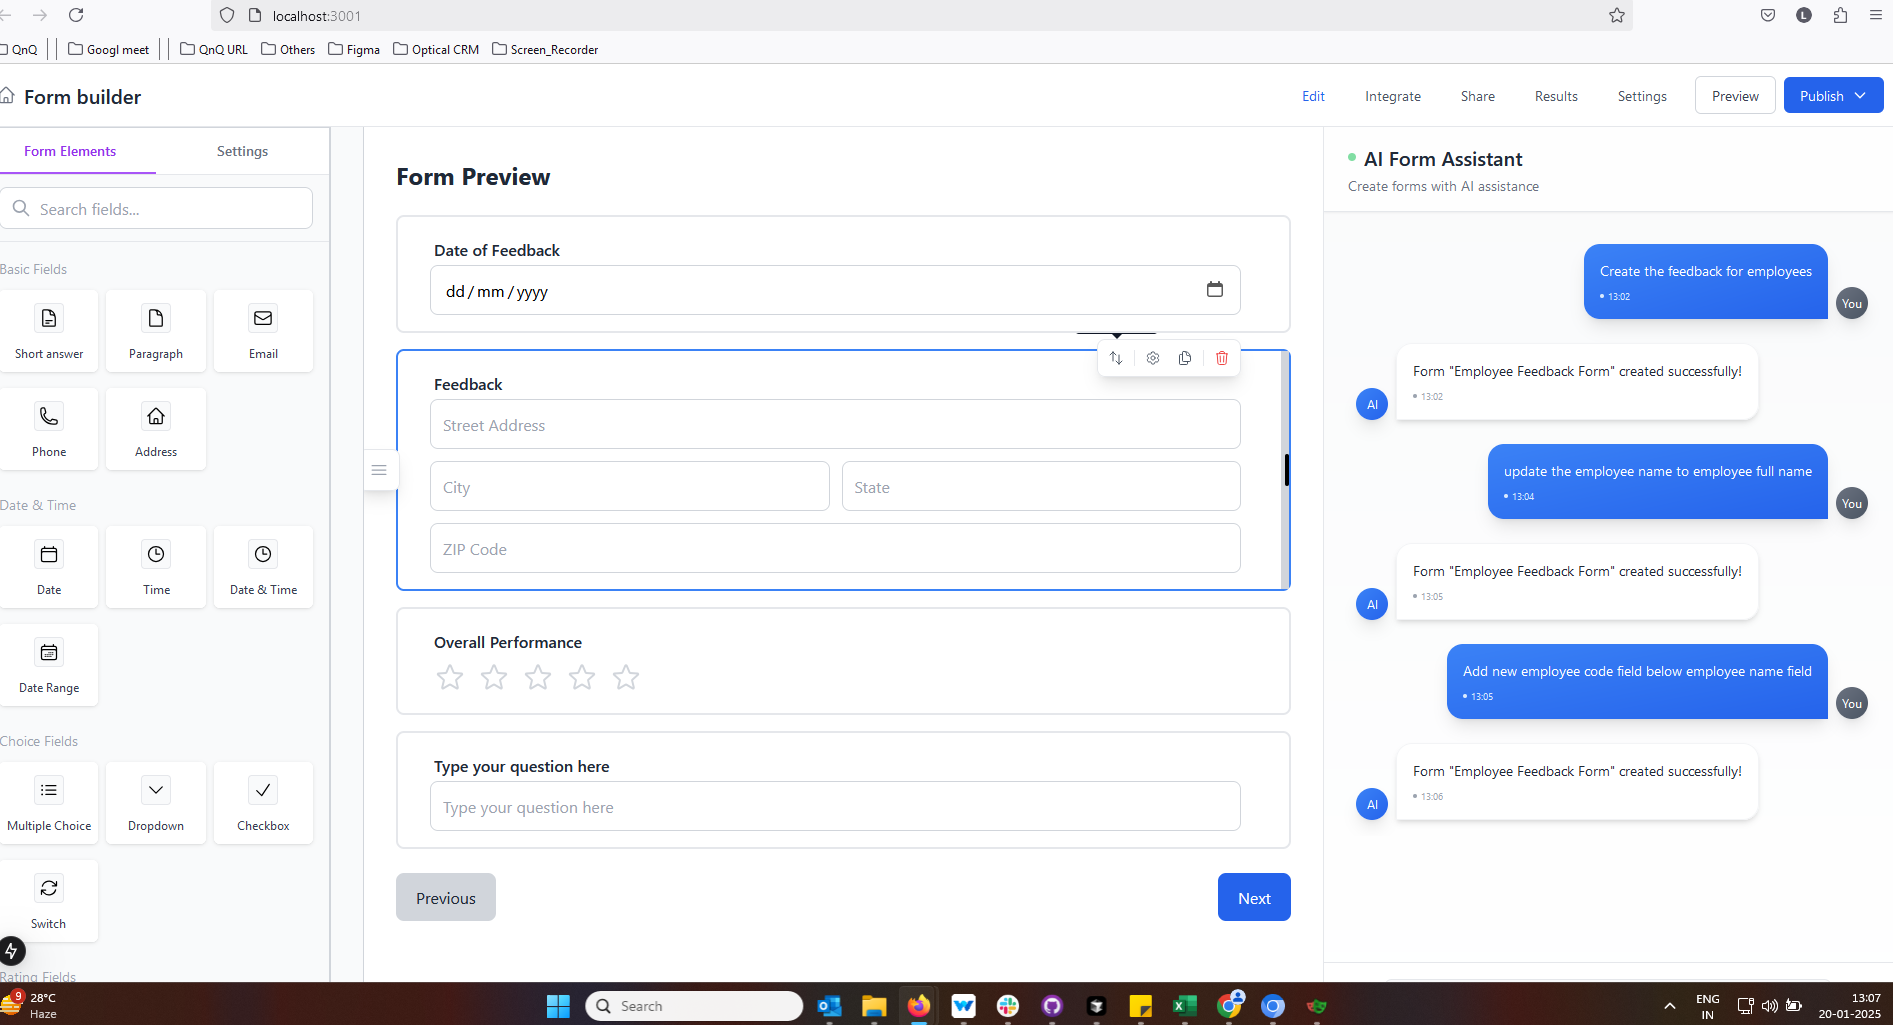 localhost:3001
QnQ
Googl meet
QnQ URL
Others
Figma
Optical CRM
Screen_Recorder
Form builder
Edit
Integrate
Share
Results
Settings
Preview
Publish
Form Elements
Settings
Search fields...
Basic Fields
Short answer
Paragraph
Email
Phone
Address
Date & Time
Date
Time
Date & Time
Date Range
Choice Fields
Multiple Choice
Dropdown
Checkbox
Switch
Rating Fields
Form Preview
Date of Feedback
dd/mm/yyyy
Feedback
Street Address
City
State
ZIP Code
Overall Performance
Type your question here
Type your question here
Previous
Next
AI Form Assistant
Create forms with AI assistance
Create the feedback for employees
• 13:02
You
Form "Employee Feedback Form" created successfully!
• 13:02
AI
update the employee name to employee full name
• 13:04
You
Form "Employee Feedback Form" created successfully!
• 13:05
AI
Add new employee code field below employee name field
• 13:05
You
Form "Employee Feedback Form" created successfully!
• 13:06
AI
9
28°C
Haze
Search
ENG
IN
13:07
20-01-2025
L